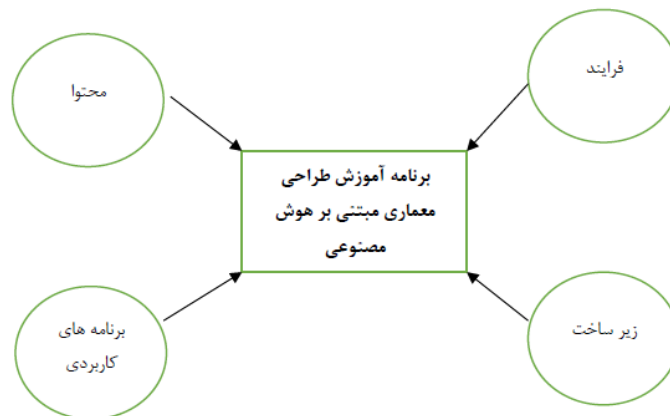 فرایند
محتوا
برنامه آموزش طراحی
معماری مبتنی بر هوش
مصنوعی
زیر ساخت
برنامه های
کاربردی